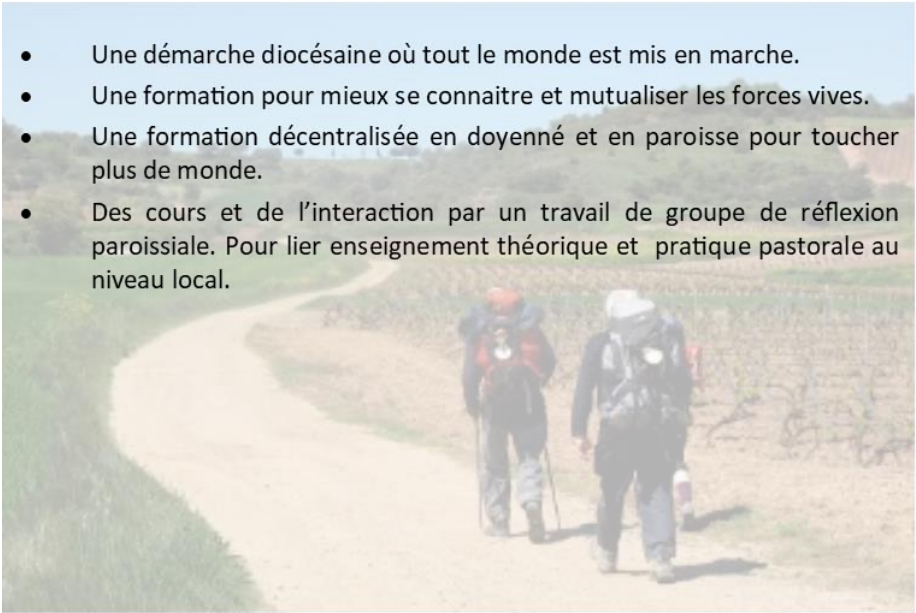 • Une démarche diocésaine où tout le monde est mis en marche.
• Une formation pour mieux se connaitre et mutualiser les forces vives.
• Une formation décentralisée en doyenné et en paroisse pour toucher
plus de monde.
• Des cours et de l’interaction par un travail de groupe de réflexion
paroissiale. Pour lier enseignement théorique et  pratique pastorale au
niveau local.